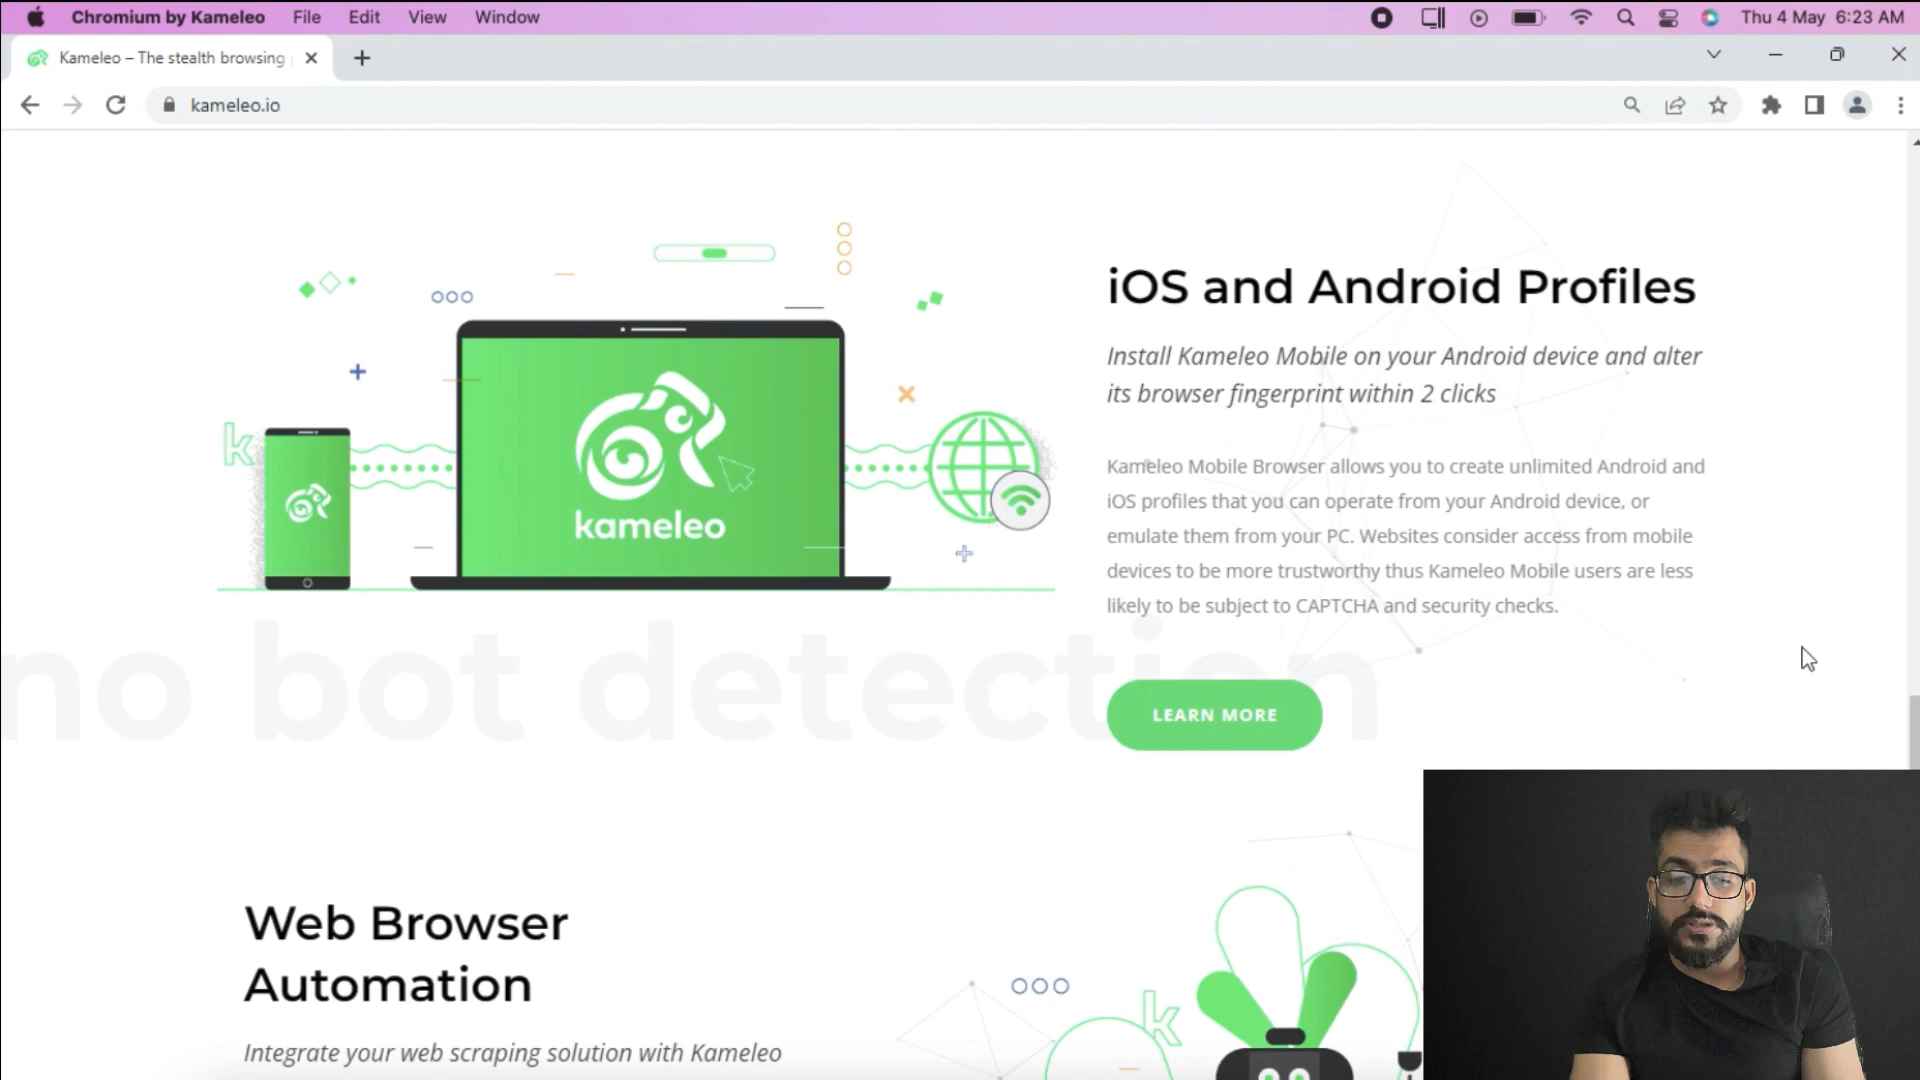 Chromium by Kameleo File Edit View Window Thu 4 May 6:23 AM
Kameleo – The stealth browsing
kameleo.io
iOS and Android Profiles
Install Kameleo Mobile on your Android device and alter
its browser fingerprint within 2 clicks
Kameleo Mobile Browser allows you to create unlimited Android and
iOS profiles that you can operate from your Android device, or
emulate them from your PC. Websites consider access from mobile
devices to be more trustworthy thus Kameleo Mobile users are less
likely to be subject to CAPTCHA and security checks.
LEARN MORE
k
kameleo
no bot detection
Web Browser
Automation
Integrate your web scraping solution with Kameleo
k